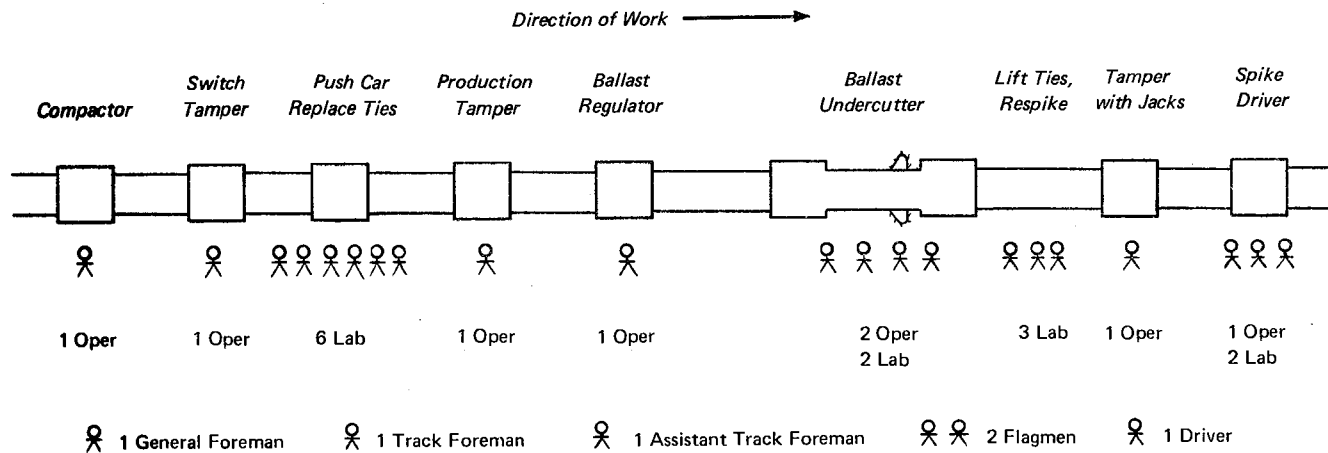 Direction of Work
Compactor
Switch
Tamper
Push Car
Replace Ties
Production
Tamper
Ballast
Regulator
Ballast
Undercutter
Lift Ties,
Respike
Tamper
with Jacks
Spike
Driver
1 Oper
1 Oper
6 Lab
1 Oper
1 Oper
2 Oper
2 Lab
3 Lab
1 Oper
1 Oper
2 Lab
1 General Foreman
1 Track Foreman
1 Assistant Track Foreman
2 Flagmen
1 Driver